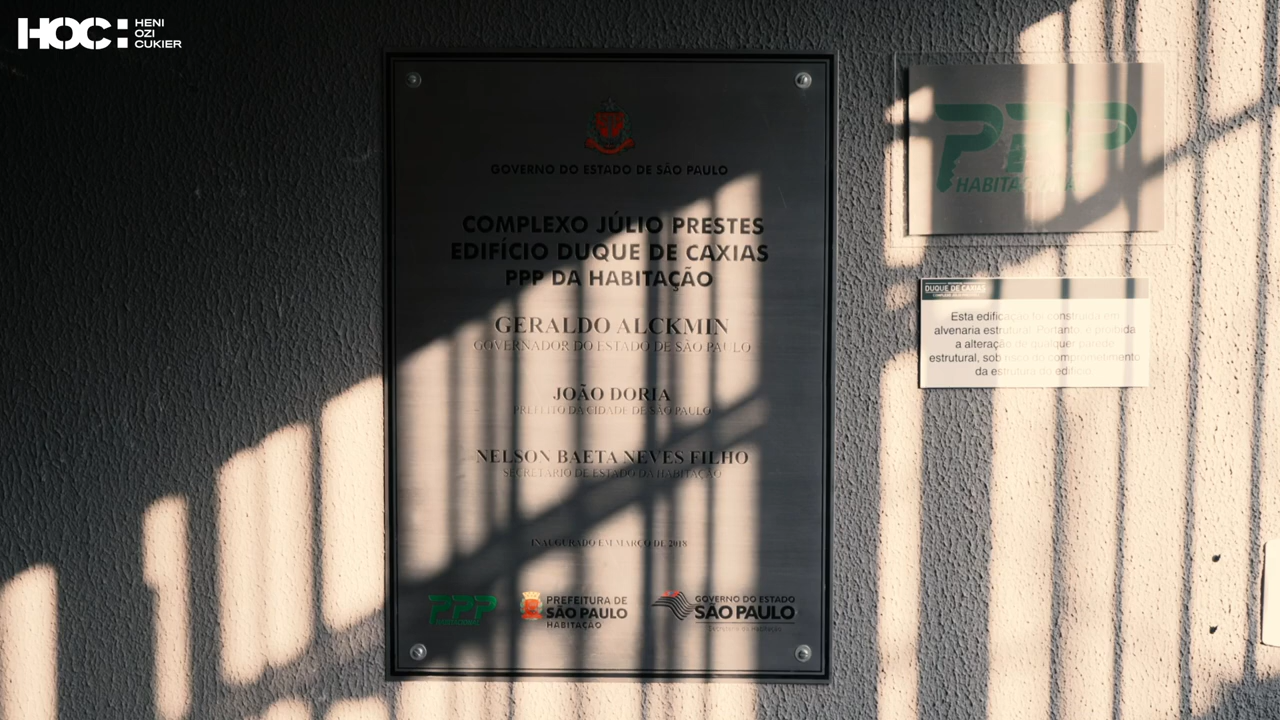 HOC: HENI
OZI
CUKIER
GOVERNO DO ESTADO DE SÃO PAULO
COMPLEXO JÚLIO PRESTES
EDIFÍCIO DUQUE DE CAXIAS
PPP DA HABITAÇÃO
GERALDO ALCKMIN
GOVERNADOR DO ESTADO DE SÃO PAULO
JOÃO DORIA
PREFEITO DA CIDADE DE SÃO PAULO
NELSON BAETA NEVES FILHO
SECRETÁRIO DE ESTADO DA HABITAÇÃO
INAUGURADO EM MARÇO DE 2018
PPP
HABITACIONAL
PREFEITURA DE
SÃO PAULO
HABITAÇÃO
GOVERNO DO ESTADO
SÃO PAULO
PPP
HABITACIONAL
DUQUE DE CAXIAS
Esta edificação foi construída em
alvenaria estrutural. Portanto, é proibida
a alteração de qualquer parede
estrutural, sob risco do comprometimento
da estrutura do edifício.